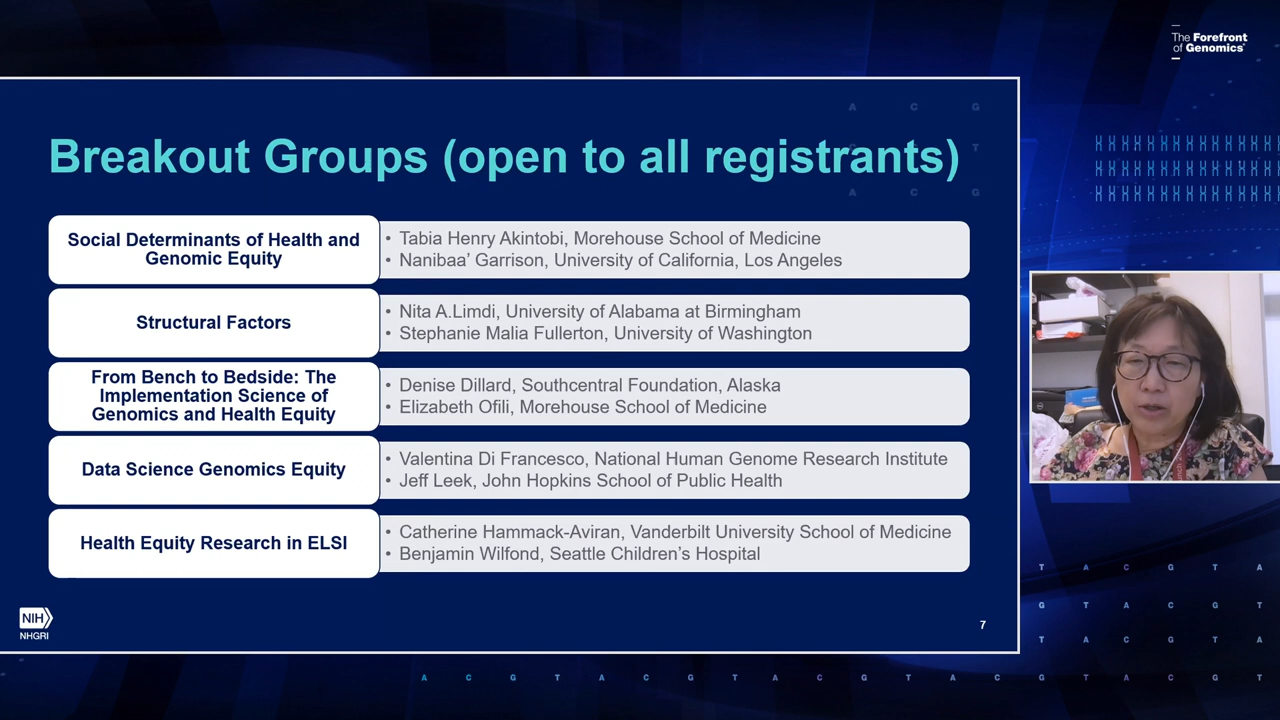 The Forefront
of Genomics®
A C G
T
A C G
Breakout Groups (open to all registrants)
Social Determinants of Health and
Genomic Equity
• Tabia Henry Akintobi, Morehouse School of Medicine
• Nanibaa’ Garrison, University of California, Los Angeles
Structural Factors
• Nita A.Limdi, University of Alabama at Birmingham
• Stephanie Malia Fullerton, University of Washington
From Bench to Bedside: The
Implementation Science of
Genomics and Health Equity
• Denise Dillard, Southcentral Foundation, Alaska
• Elizabeth Ofili, Morehouse School of Medicine
Data Science Genomics Equity
• Valentina Di Francesco, National Human Genome Research Institute
• Jeff Leek, John Hopkins School of Public Health
Health Equity Research in ELSI
• Catherine Hammack-Aviran, Vanderbilt University School of Medicine
• Benjamin Wilfond, Seattle Children’s Hospital
NIH
NHGRI
7
T A C G T A
G T A C G T
T A C G T A
A C G T A C G T A C G T A C G T A C G T